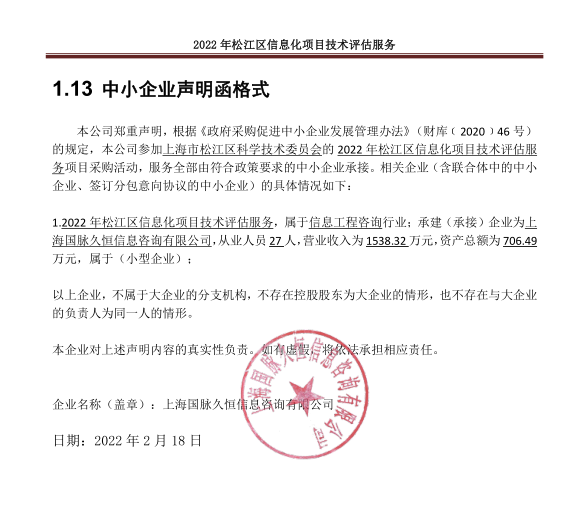 2022 年松江区信息化项目技术评估服务
1.13 中小企业声明函格式
本公司郑重声明，根据《政府采购促进中小企业发展管理办法》（财库﹝2020﹞46 号）
的规定，本公司参加上海市松江区科学技术委员会的 2022 年松江区信息化项目技术评估服
务项目采购活动，服务全部由符合政策要求的中小企业承接。相关企业（含联合体中的中小
企业、签订分包意向协议的中小企业）的具体情况如下：
1.2022 年松江区信息化项目技术评估服务，属于信息工程咨询行业；承建（承接）企业为上
海国脉久恒信息咨询有限公司，从业人员 27 人，营业收入为 1538.32 万元，资产总额为 706.49
万元，属于（小型企业）；
以上企业，不属于大企业的分支机构，不存在控股股东为大企业的情形，也不存在与大企业
的负责人为同一人的情形。
本企业对上述声明内容的真实性负责。如有虚假，将依法承担相应责任。
企业名称（盖章）：上海国脉久恒信息咨询有限公司
日期：2022 年 2 月 18 日
上海国脉久恒信息咨询有限公司